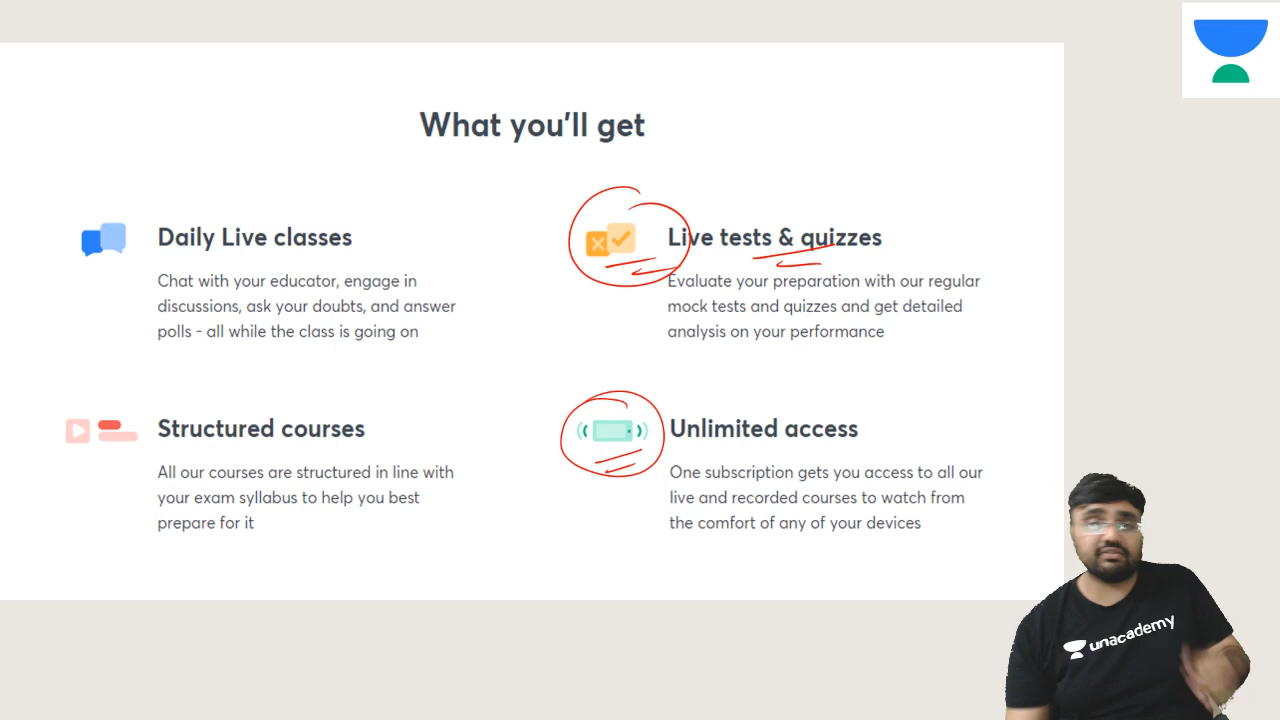 What you'll get
Daily Live classes
Chat with your educator, engage in
discussions, ask your doubts, and answer
polls - all while the class is going on
Live tests & quizzes
Evaluate your preparation with our regular
mock tests and quizzes and get detailed
analysis on your performance
Structured courses
All our courses are structured in line with
your exam syllabus to help you best
prepare for it
Unlimited access
One subscription gets you access to all our
live and recorded courses to watch from
the comfort of any of your devices
unacademy